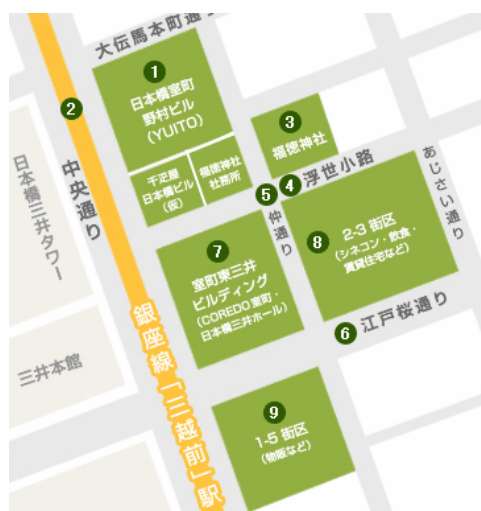 大伝馬本町通り
1
日本橋室町
野村ビル
(YUITO)
2
中央通り
日本橋三井タワー
3
福徳神社
千疋屋
日本橋ビル
(仮)
福徳神社
社務所
5
4
浮世小路
あじさい通り
仲通り
7
室町東三井
ビルディング
(COREDO室町・
日本橋三井ホール)
8
2-3 街区
(シネコン・飲食・
賃貸住宅など)
6
江戸桜通り
三井本館
銀座線「三越前」駅
9
1-5 街区
(物販など)